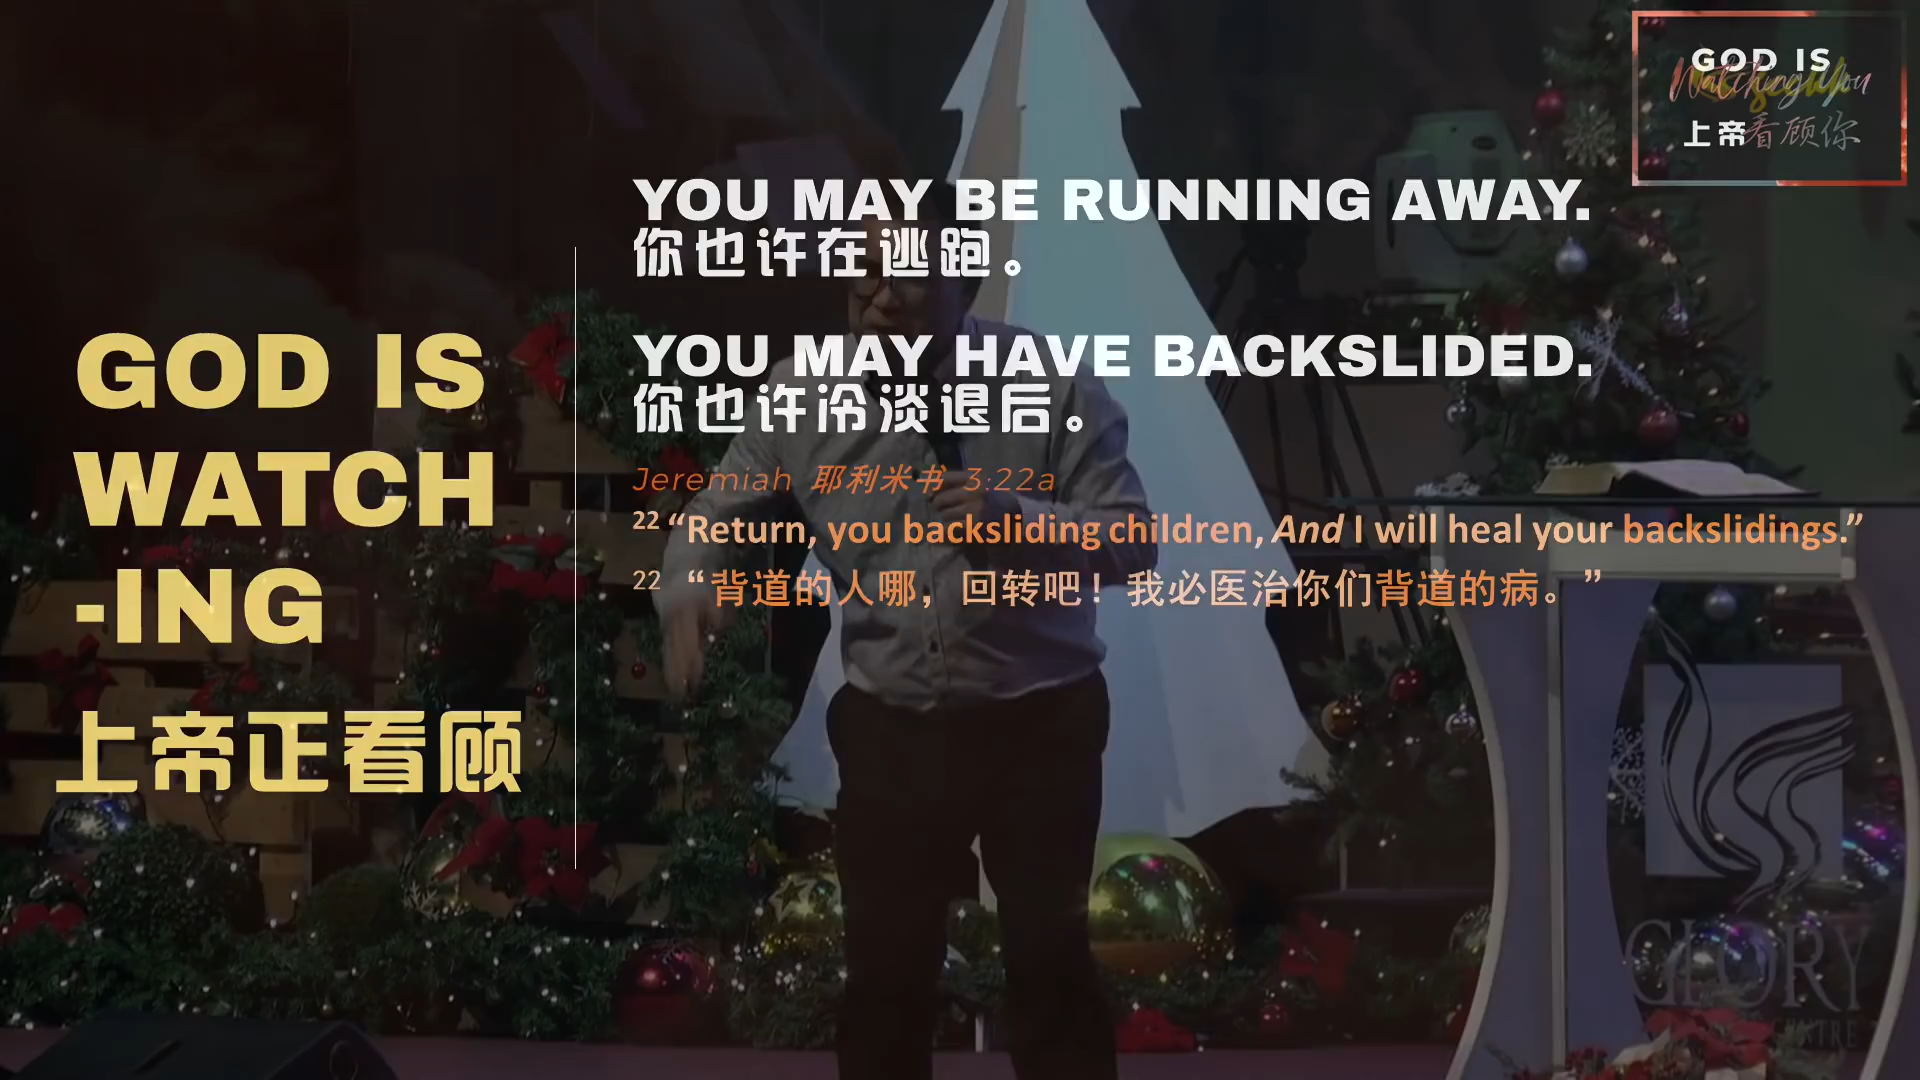 GOD IS
Watching You
上帝看顾你
YOU MAY BE RUNNING AWAY.
你也许在逃跑。
YOU MAY HAVE BACKSLIDED.
你也许冷淡退后。
Jeremiah 耶利米书 3:22a
22 “Return, you backsliding children, And I will heal your backslidings.”
22 “背道的人哪，回转吧！我必医治你们背道的病。”
GOD IS
WATCH
-ING
上帝正看顾
GLORY